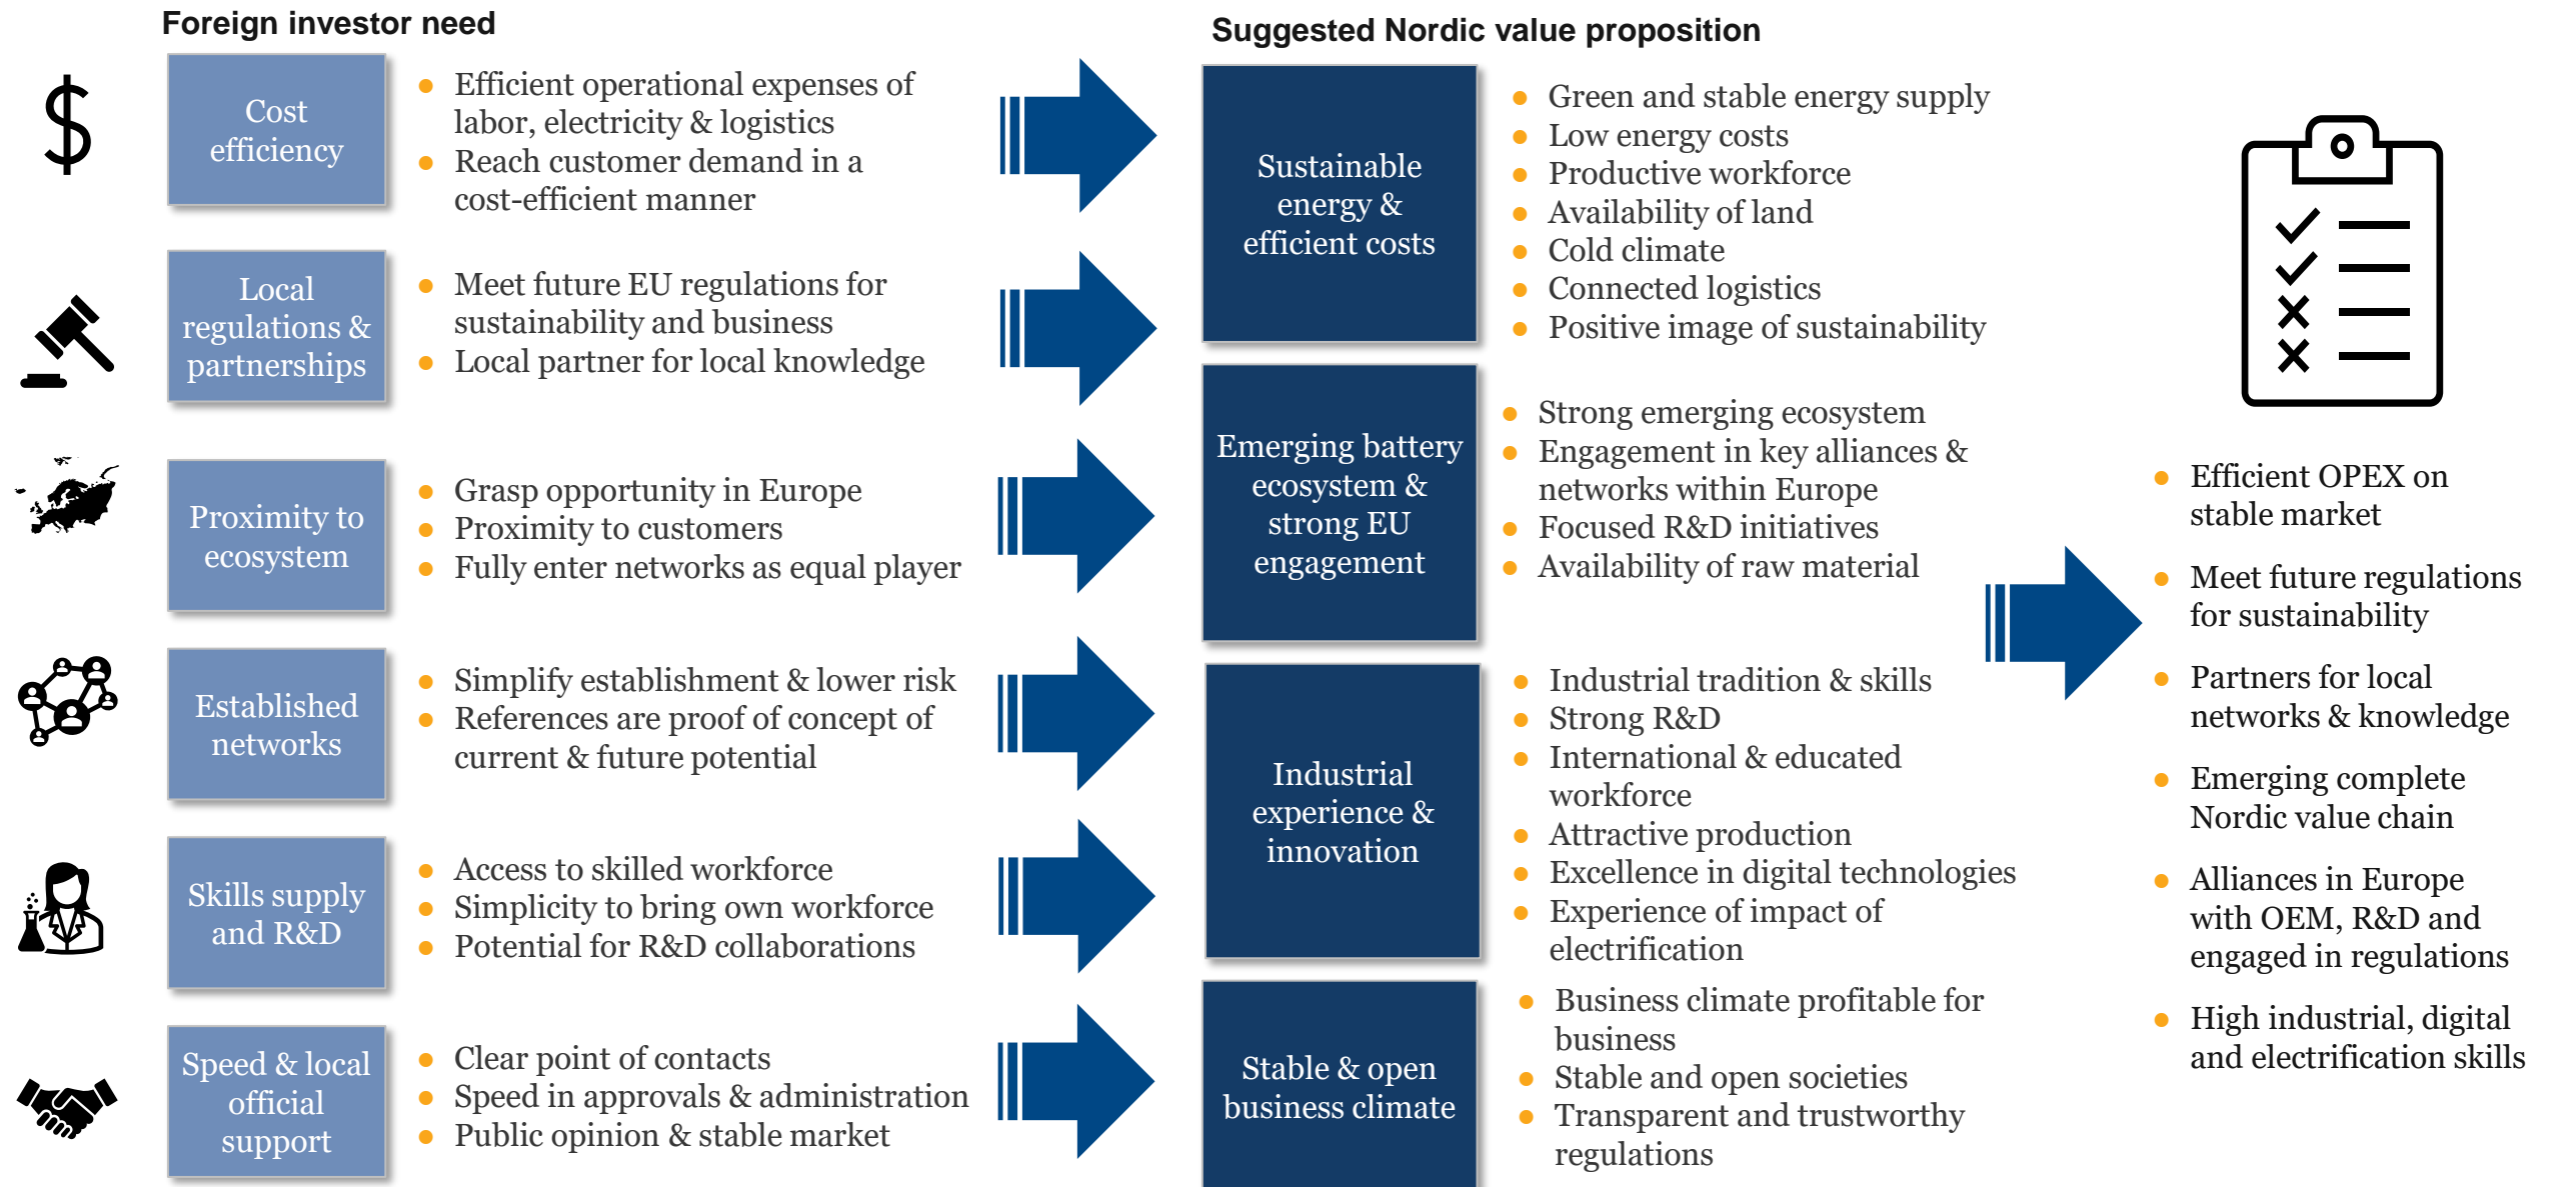 Foreign investor need
Cost
efficiency
Efficient operational expenses of
labor, electricity & logistics
Reach customer demand in a
cost-efficient manner
Local
regulations &
partnerships
Meet future EU regulations for
sustainability and business
Local partner for local knowledge
Proximity to
ecosystem
Grasp opportunity in Europe
Proximity to customers
Fully enter networks as equal player
Established
networks
Simplify establishment & lower risk
References are proof of concept of
current & future potential
Skills supply
and R&D
Access to skilled workforce
Simplicity to bring own workforce
Potential for R&D collaborations
Speed & local
official
support
Clear point of contacts
Speed in approvals & administration
Public opinion & stable market
Suggested Nordic value proposition
Sustainable
energy &
efficient costs
Green and stable energy supply
Low energy costs
Productive workforce
Availability of land
Cold climate
Connected logistics
Positive image of sustainability
Emerging battery
ecosystem &
strong EU
engagement
Strong emerging ecosystem
Engagement in key alliances &
networks within Europe
Focused R&D initiatives
Availability of raw material
Industrial
experience &
innovation
Industrial tradition & skills
Strong R&D
International & educated
workforce
Attractive production
Excellence in digital technologies
Experience of impact of
electrification
Stable & open
business climate
Business climate profitable for
business
Stable and open societies
Transparent and trustworthy
regulations
Efficient OPEX on
stable market
Meet future regulations
for sustainability
Partners for local
networks & knowledge
Emerging complete
Nordic value chain
Alliances in Europe
with OEM, R&D and
engaged in regulations
High industrial, digital
and electrification skills